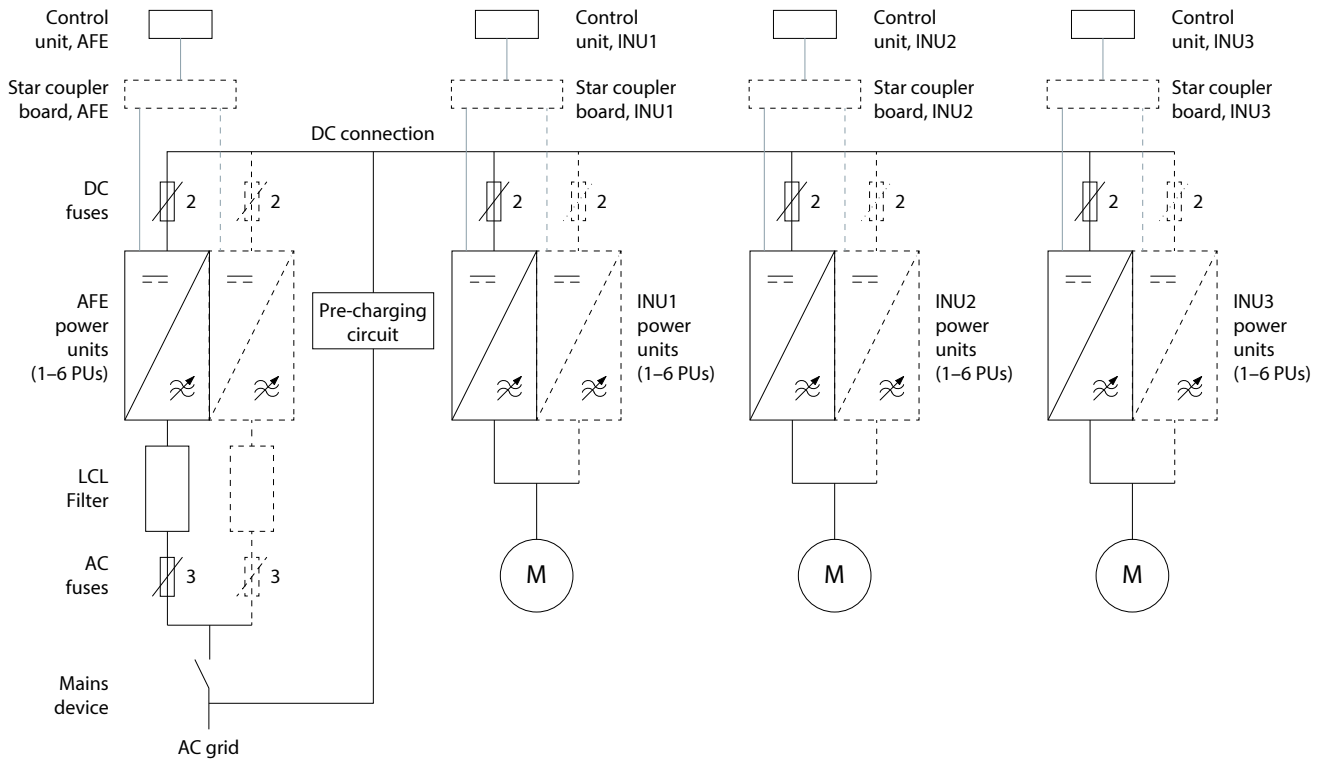 Control
unit, AFE
Control
unit, INU1
Control
unit, INU2
Control
unit, INU3
Star coupler
board, AFE
Star coupler
board, INU1
Star coupler
board, INU2
Star coupler
board, INU3
DC connection
DC
fuses
2
2
2
2
2
2
2
2
AFE
power
units
(1–6 PUs)
Pre-charging
circuit
INU1
power
units
(1–6 PUs)
INU2
power
units
(1–6 PUs)
INU3
power
units
(1–6 PUs)
LCL
Filter
AC
fuses
3
3
M
M
M
Mains
device
AC grid